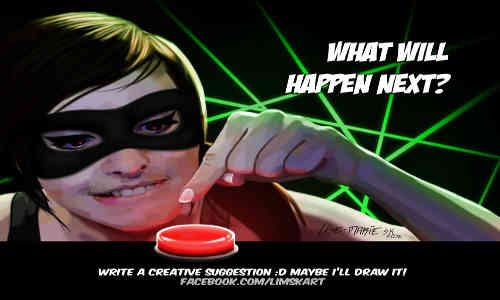 WHAT WILL
HAPPEN NEXT?
WRITE A CREATIVE SUGGESTION :D MAYBE I'LL DRAW IT!
FACEBOOK.COM/LIMSKART